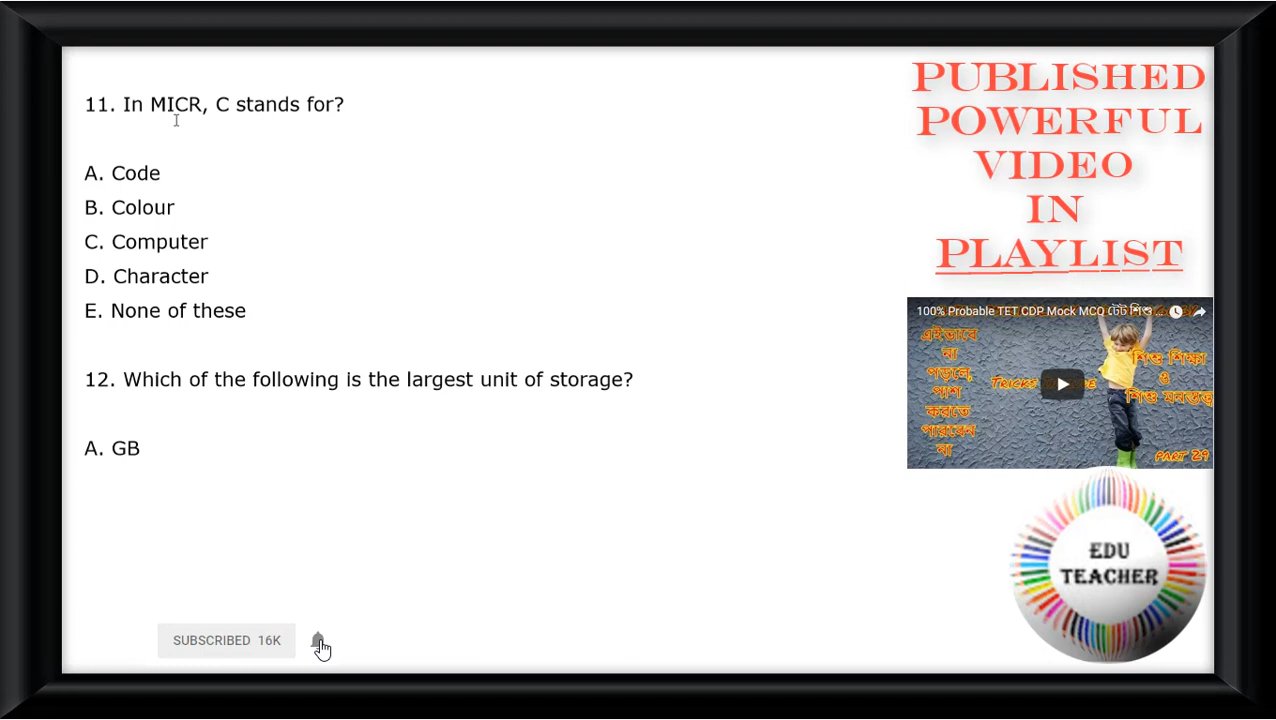 11. In MICR, C stands for?
A. Code
B. Colour
C. Computer
D. Character
E. None of these
12. Which of the following is the largest unit of storage?
A. GB
SUBSCRIBED 16K
PUBLISHED
POWERFUL
VIDEO
IN
PLAYLIST
100% Probable TET CDP Mock MCQ টেট শিশু...
এইভাবে
না
পড়লে,
পাশ
করতে
পারবেন
না
শিশু শিক্ষা
ও
শিশু মনস্তত্ত্ব
PART 29
EDU
TEACHER